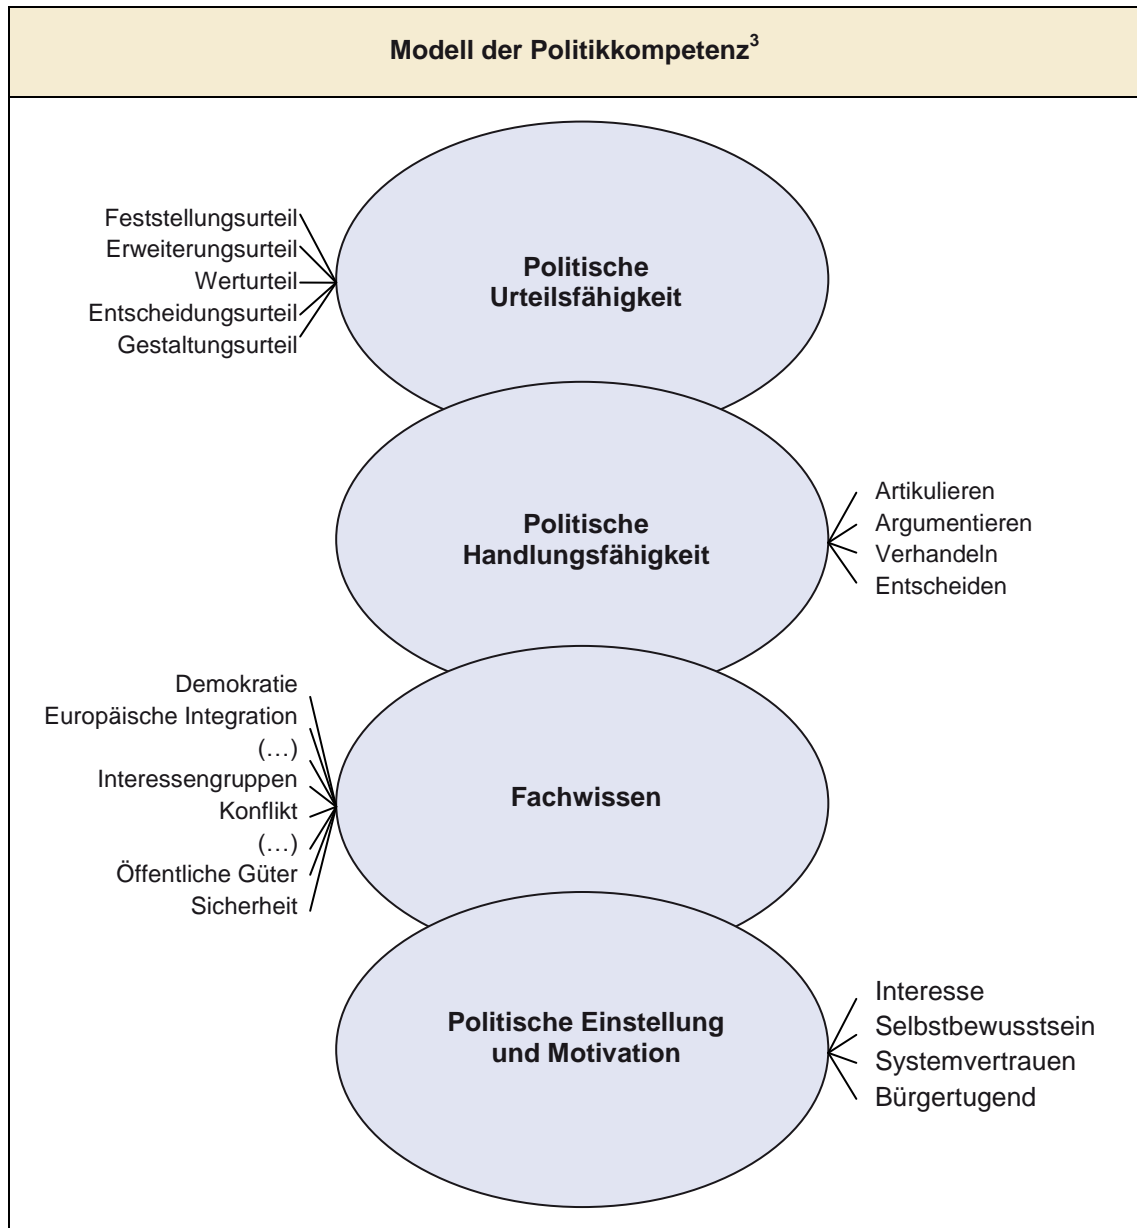 Modell der Politikkompetenz3
Feststellungsurteil
Erweiterungsurteil
Werturteil
Entscheidungsurteil
Gestaltungsurteil
Politische
Urteilsfähigkeit
Politische
Handlungsfähigkeit
Artikulieren
Argumentieren
Verhandeln
Entscheiden
Demokratie
Europäische Integration
(…)
Interessengruppen
Konflikt
(…)
Öffentliche Güter
Sicherheit
Fachwissen
Politische Einstellung
und Motivation
Interesse
Selbstbewusstsein
Systemvertrauen
Bürgertugend